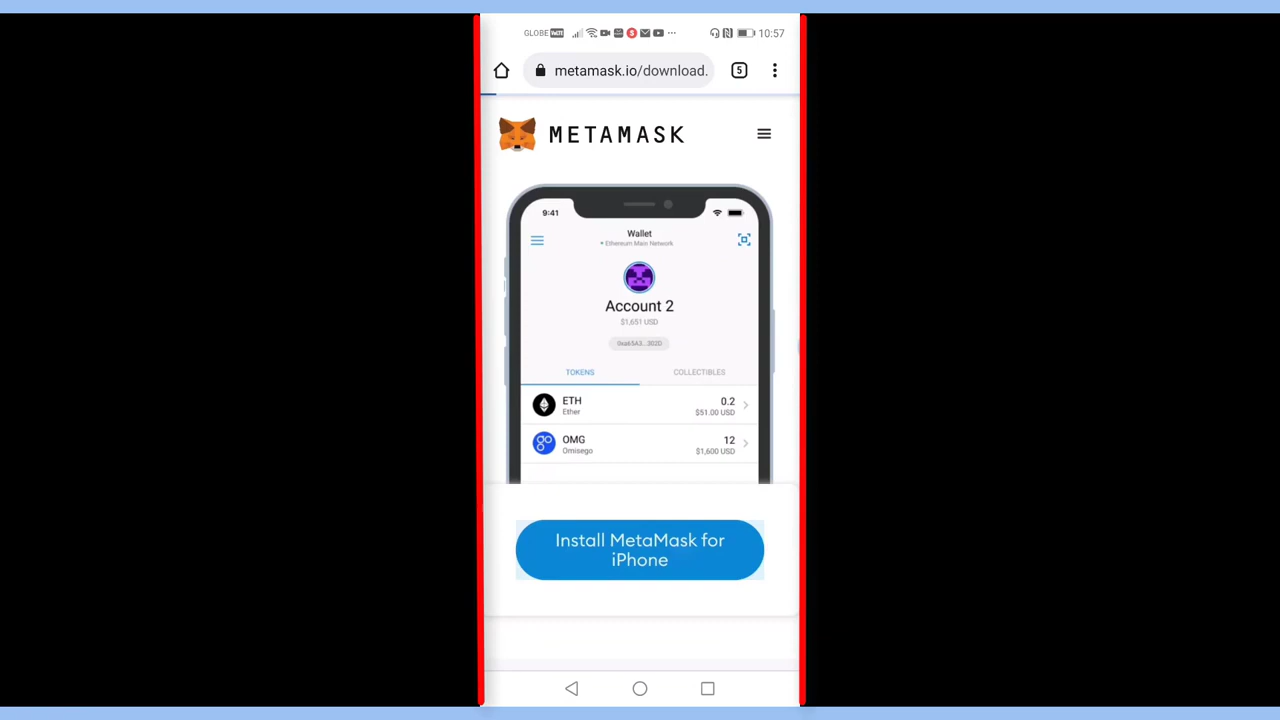 GLOBE VoLTE 10:57
metamask.io/download. 5
METAMASK
9:41
Wallet
Ethereum Main Network
Account 2
$1,651 USD
TOKENS COLLECTIBLES
ETH 0.2
Ether $51.00 USD
OMG 12
Omisego $1,600 USD
Install MetaMask for
iPhone